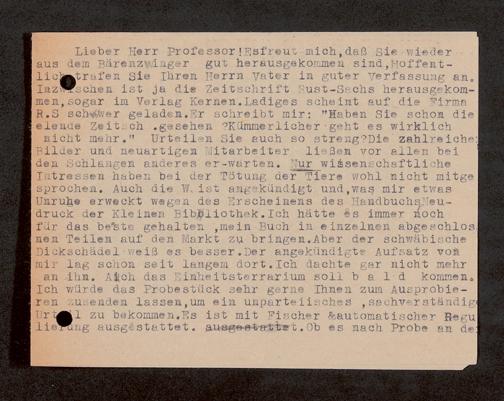 Lieber Herr Professor!Esfreut mich,daß Sie wieder
aus dem Bärenzwinger gut herausgekommen sind,Hoffent-
lich trafen Sie Ihren Herrn Vater in guter Verfassung an.
Inzwischen ist ja die Zeitschrift Rust-Sachs herausgekom-
men,sogar im Verlag Kernen.Ladiges scheint auf die Firma
R.S schwer geladen.Er schreibt mir: "Haben Sie schon die
elende Zeitsch.gesehen ?Kümmerlicher geht es wirklich
nicht mehr." Urteilen Sie auch so streng?Die zahlreichen
Bilder und neuartigen Mitarbeiter ließen vor allen bei
den Schlangen anderes er-warten. Nur wissenschaftliche
Intressen haben bei der Tötung der Tiere wohl nicht mitge
sprochen. Auch die W.ist angekündigt und,was mir etwas
Unruhe erweckt wegen des Erscheinens des HandbuchsNeu-
druck der Kleinen Bibbliothek.Ich hätte es immer noch
für das beste gehalten ,mein Buch in einzelnen abgeschlos
nen Teilen auf den Markt zu bringen.Aber der schwäbische
Dickschädel weiß es besser.Der angekündigte Aufsatz von
mir lag schon seit langem dort.Ich dachte gar nicht mehr
an ihn. Auch das Einheitsterrarium soll b a l d kommen.
Ich würde das Probestück sehr gerne Ihnen zum Ausprobie-
ren zusenden lassen,um ein unparteiisches ,sachverständige
Urteil zu bekommen.Es ist mit Fischer &automatischer Regu
lierung ausgestattet. ausgestattet.Ob es nach Probe an de